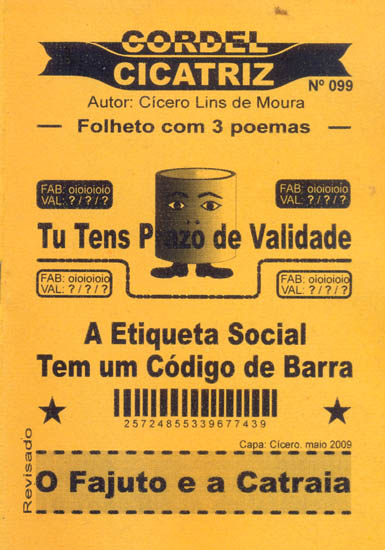 CORDEL
CICATRIZ
Nº 099
Autor: Cícero Lins de Moura
Folheto com 3 poemas
FAB: oioioioio
VAL: ? / ? / ?
FAB: oioioioio
VAL: ? / ? / ?
Tu Tens Prazo de Validade
FAB: oioioioio
VAL: ? / ? / ?
FAB: oioioioio
VAL: ? / ? / ?
A Etiqueta Social
Tem um Código de Barra
25724855339677439
Capa: Cícero. maio 2009
Revisado
O Fajuto e a Catraia